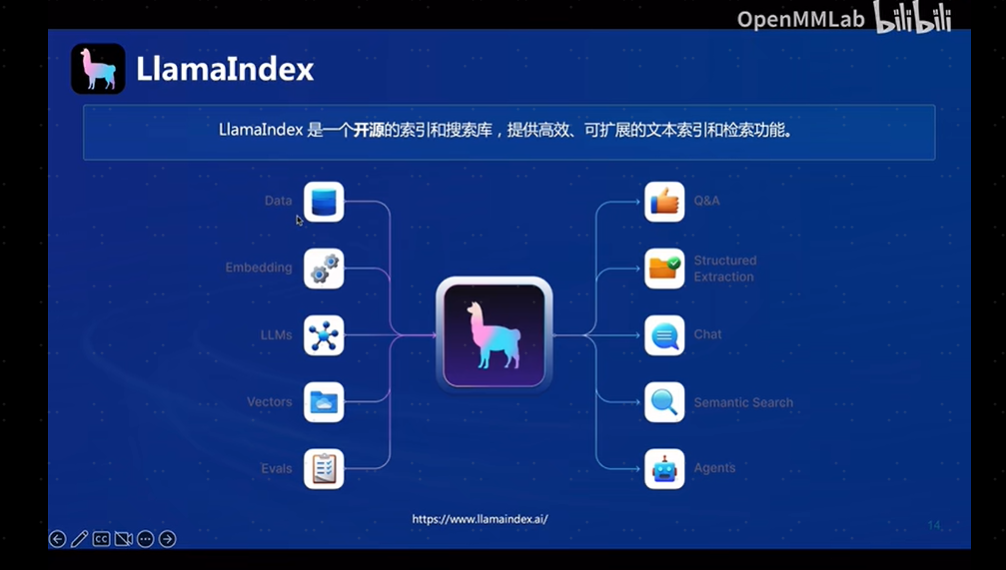 OpenMMLab bilibili
LlamaIndex
LlamaIndex 是一个开源的索引和搜索库，提供高效、可扩展的文本索引和检索功能。
Data
Embedding
LLMs
Vectors
Evals
Q&A
Structured
Extraction
Chat
Semantic Search
Agents
https://www.llamaindex.ai/
14
CC